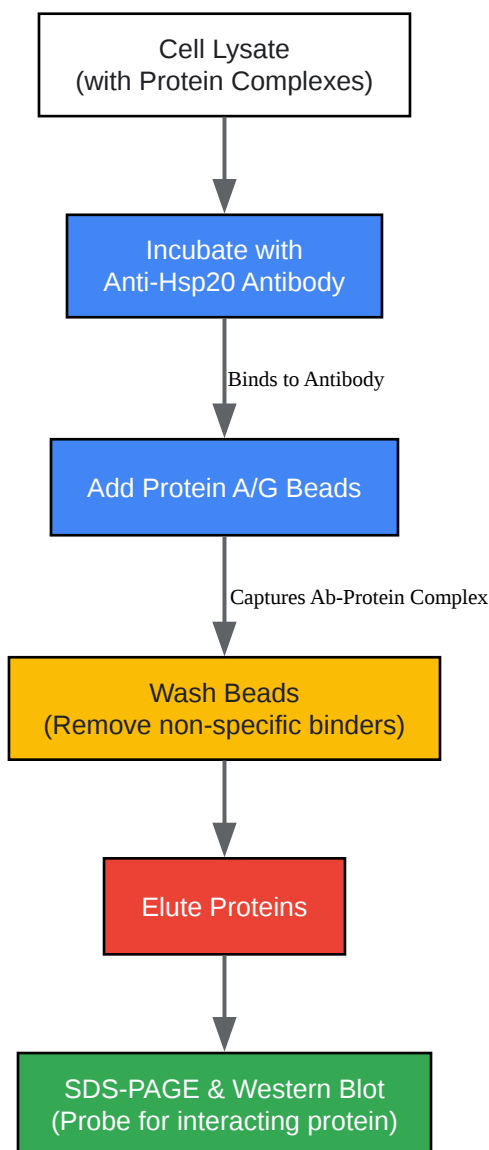 Cell Lysate
(with Protein Complexes)
Incubate with
Anti-Hsp20 Antibody
Binds to Antibody
Add Protein A/G Beads
Captures Ab-Protein Complex
Wash Beads
(Remove non-specific binders)
Elute Proteins
SDS-PAGE & Western Blot
(Probe for interacting protein)